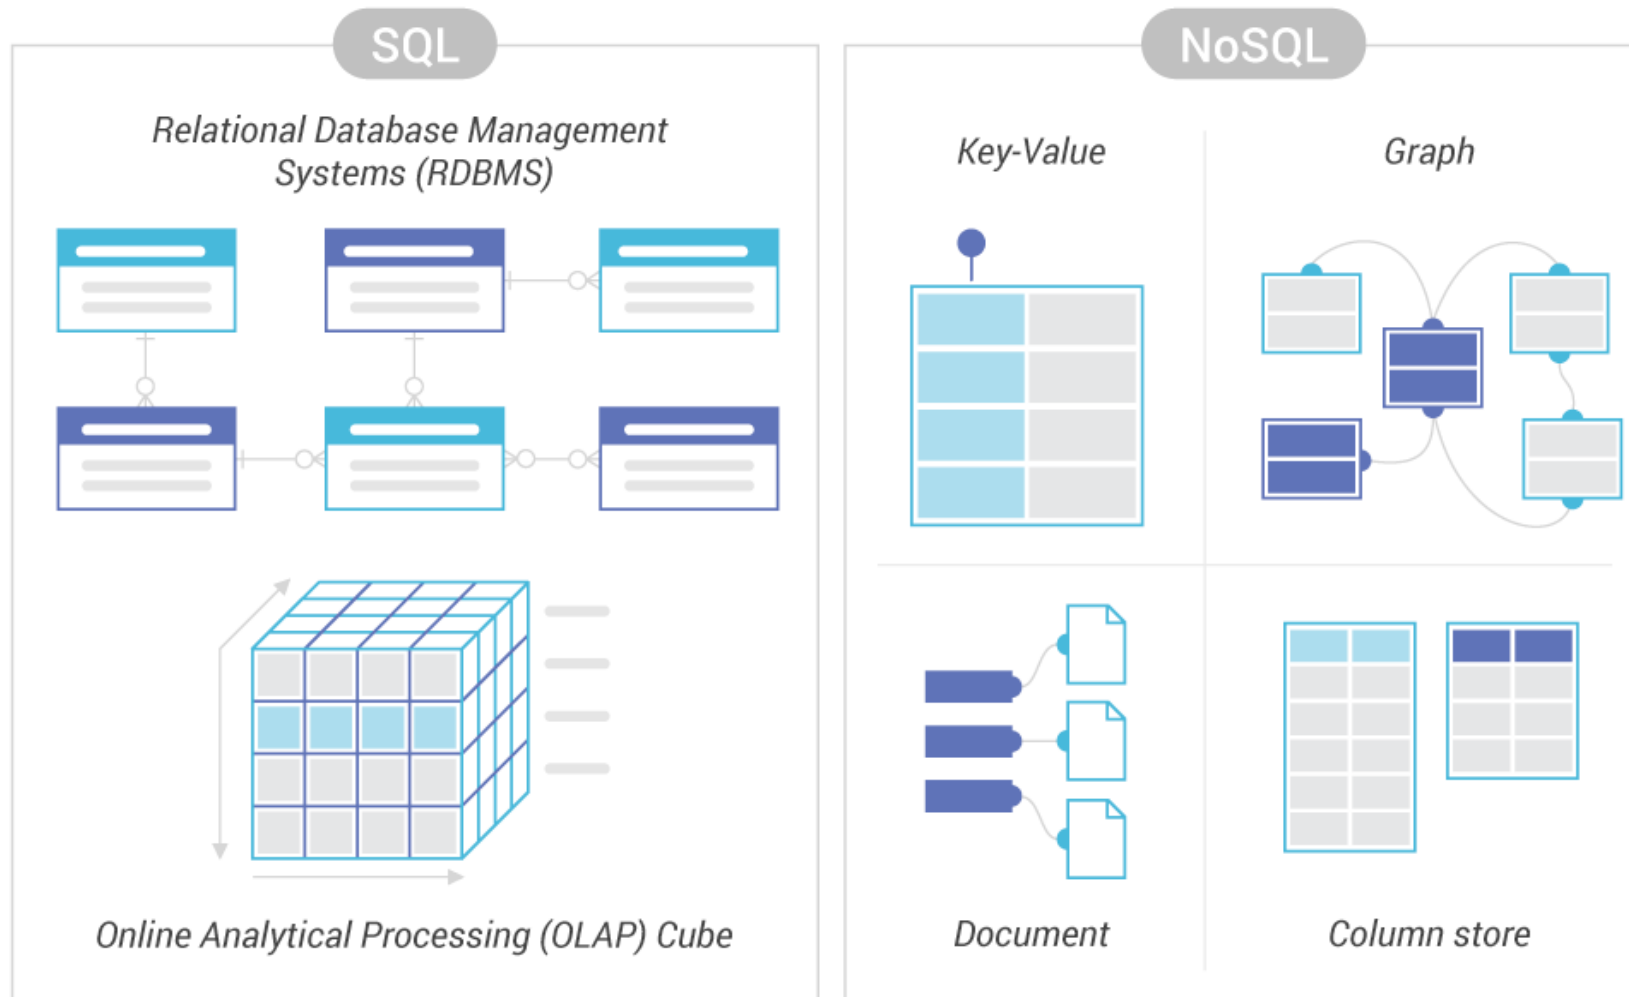 SQL
Relational Database Management
Systems (RDBMS)
Online Analytical Processing (OLAP) Cube
NoSQL
Key-Value
Graph
Document
Column store